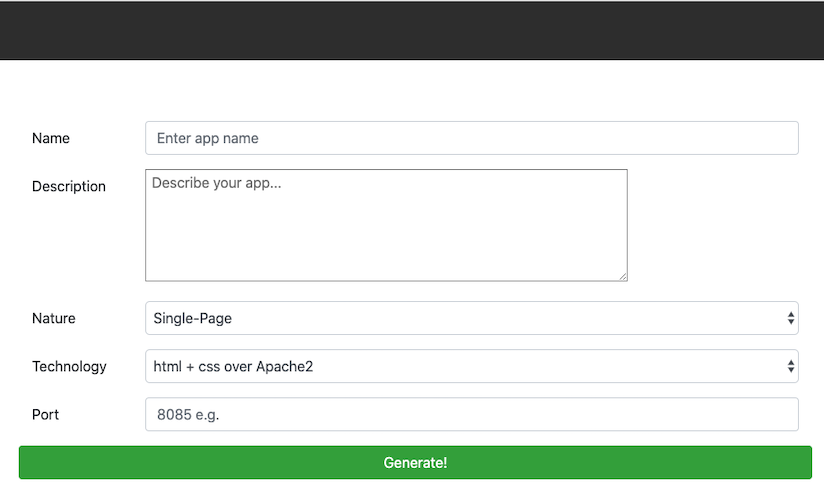 Name Enter app name
Description Describe your app...
Nature Single-Page
Technology html + css over Apache2
Port 8085 e.g.
Generate!